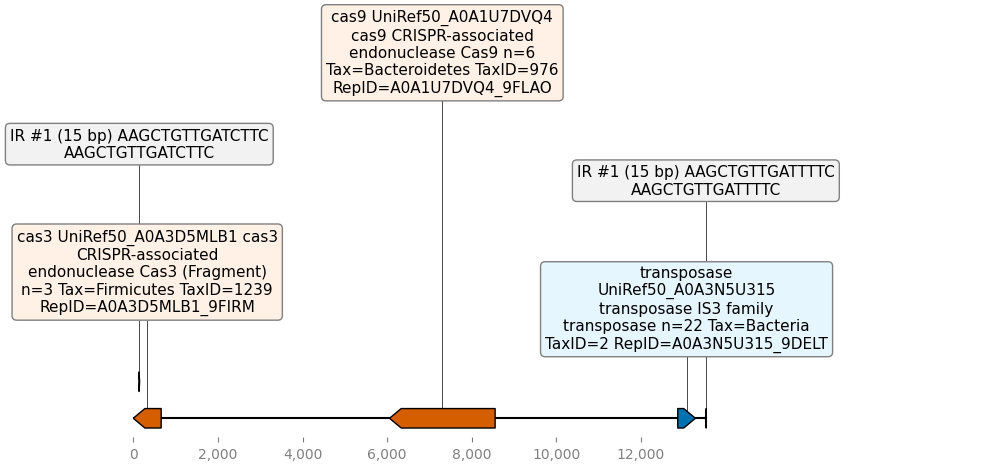 cas9 UniRef50_A0A1U7DVQ4
cas9 CRISPR-associated
endonuclease Cas9 n=6
Tax=Bacteroidetes TaxID=976
RepID=A0A1U7DVQ4_9FLAO
IR #1 (15 bp) AAGCTGTTGATCTTC
AAGCTGTTGATCTTC
IR #1 (15 bp) AAGCTGTTGATTTTC
AAGCTGTTGATTTTC
cas3 UniRef50_A0A3D5MLB1 cas3
CRISPR-associated
endonuclease Cas3 (Fragment)
n=3 Tax=Firmicutes TaxID=1239
RepID=A0A3D5MLB1_9FIRM
transposase
UniRef50_A0A3N5U315
transposase IS3 family
transposase n=22 Tax=Bacteria
TaxID=2 RepID=A0A3N5U315_9DELT
0 2,000 4,000 6,000 8,000 10,000 12,000